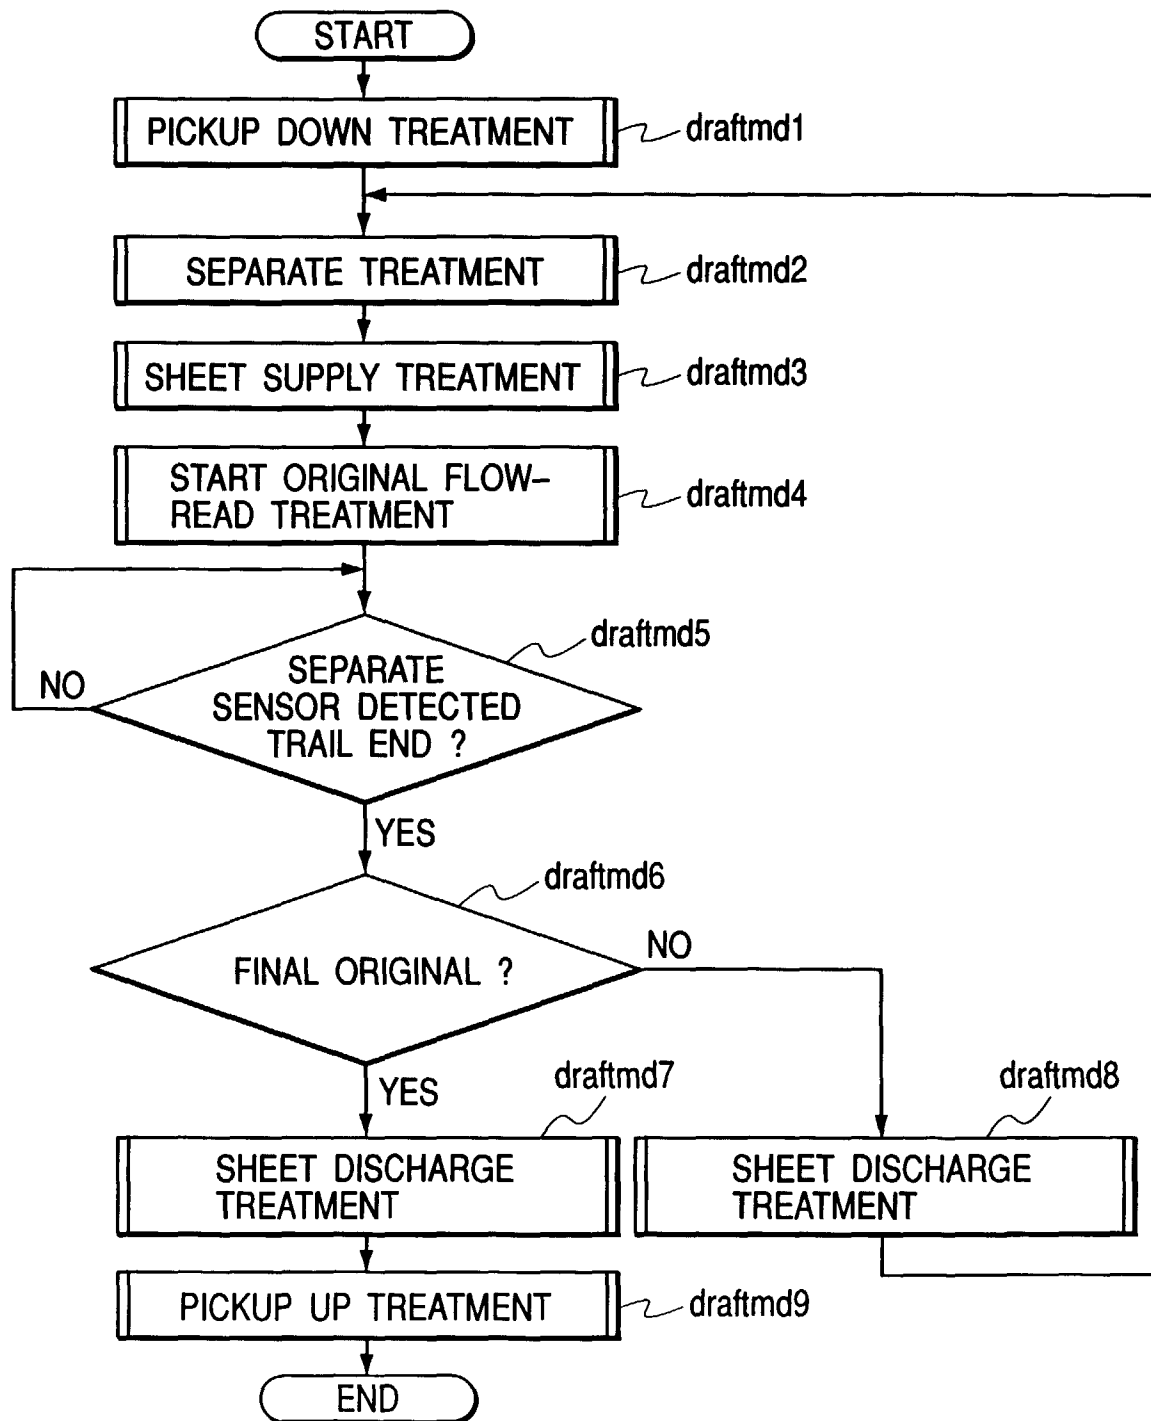 START
PICKUP DOWN TREATMENT
draftmd1
SEPARATE TREATMENT
draftmd2
SHEET SUPPLY TREATMENT
draftmd3
START ORIGINAL FLOW–
READ TREATMENT
draftmd4
draftmd5
SEPARATE
SENSOR DETECTED
TRAIL END ?
NO
YES
draftmd6
FINAL ORIGINAL ?
NO
YES
draftmd7
draftmd8
SHEET DISCHARGE
TREATMENT
SHEET DISCHARGE
TREATMENT
PICKUP UP TREATMENT
draftmd9
END